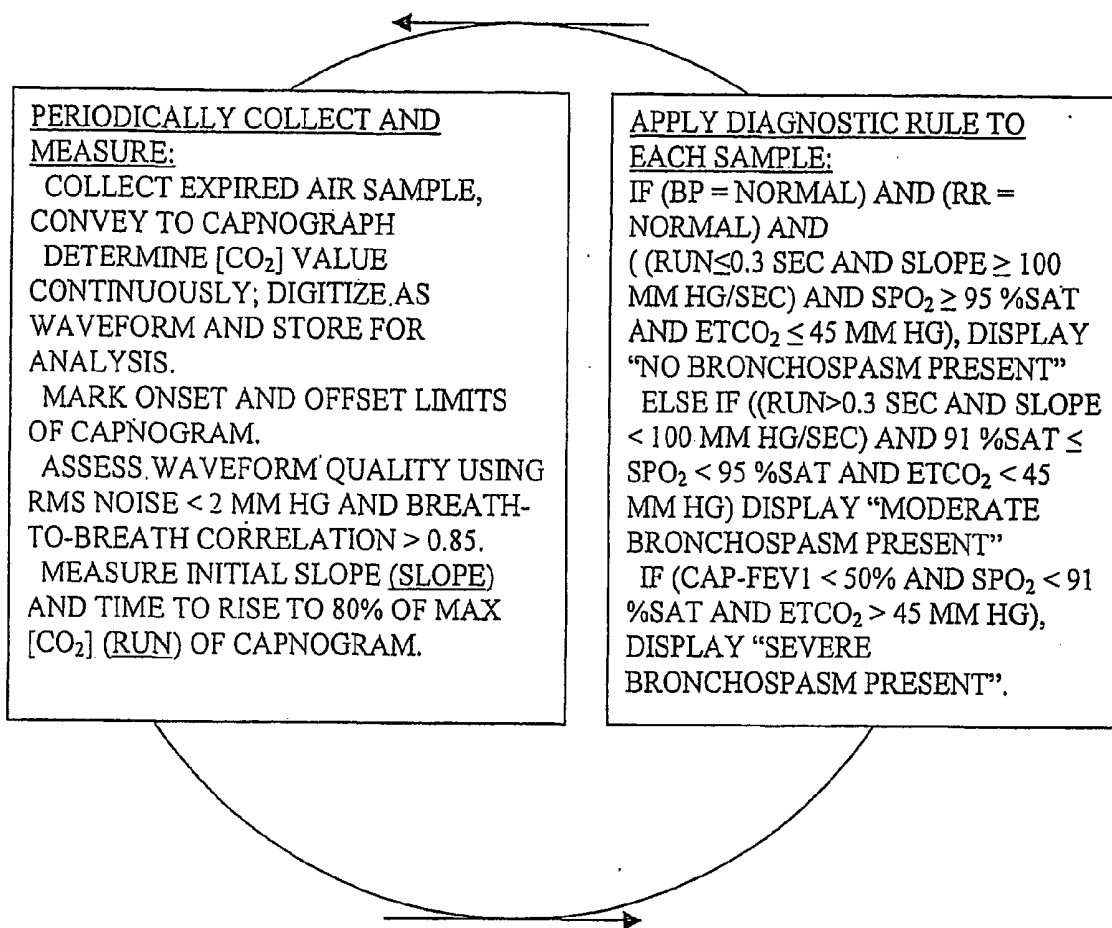 PERIODICALLY COLLECT AND
MEASURE:
COLLECT EXPIRED AIR SAMPLE,
CONVEY TO CAPNOGRAPH
DETERMINE [CO₂] VALUE
CONTINUOUSLY; DIGITIZE AS
WAVEFORM AND STORE FOR
ANALYSIS.
MARK ONSET AND OFFSET LIMITS
OF CAPNOGRAM.
ASSESS WAVEFORM QUALITY USING
RMS NOISE < 2 MM HG AND BREATH-
TO-BREATH CORRELATION > 0.85.
MEASURE INITIAL SLOPE (SLOPE)
AND TIME TO RISE TO 80% OF MAX
[CO₂] (RUN) OF CAPNOGRAM.
APPLY DIAGNOSTIC RULE TO
EACH SAMPLE:
IF (BP = NORMAL) AND (RR =
NORMAL) AND
( (RUN≤0.3 SEC AND SLOPE ≥ 100
MM HG/SEC) AND SPO₂ ≥ 95 %SAT
AND ETCO₂ ≤ 45 MM HG), DISPLAY
“NO BRONCHOSPASM PRESENT”
ELSE IF ((RUN>0.3 SEC AND SLOPE
< 100 MM HG/SEC) AND 91 %SAT ≤
SPO₂ < 95 %SAT AND ETCO₂ < 45
MM HG) DISPLAY “MODERATE
BRONCHOSPASM PRESENT”
IF (CAP-FEV1 < 50% AND SPO₂ < 91
%SAT AND ETCO₂ > 45 MM HG),
DISPLAY “SEVERE
BRONCHOSPASM PRESENT”.